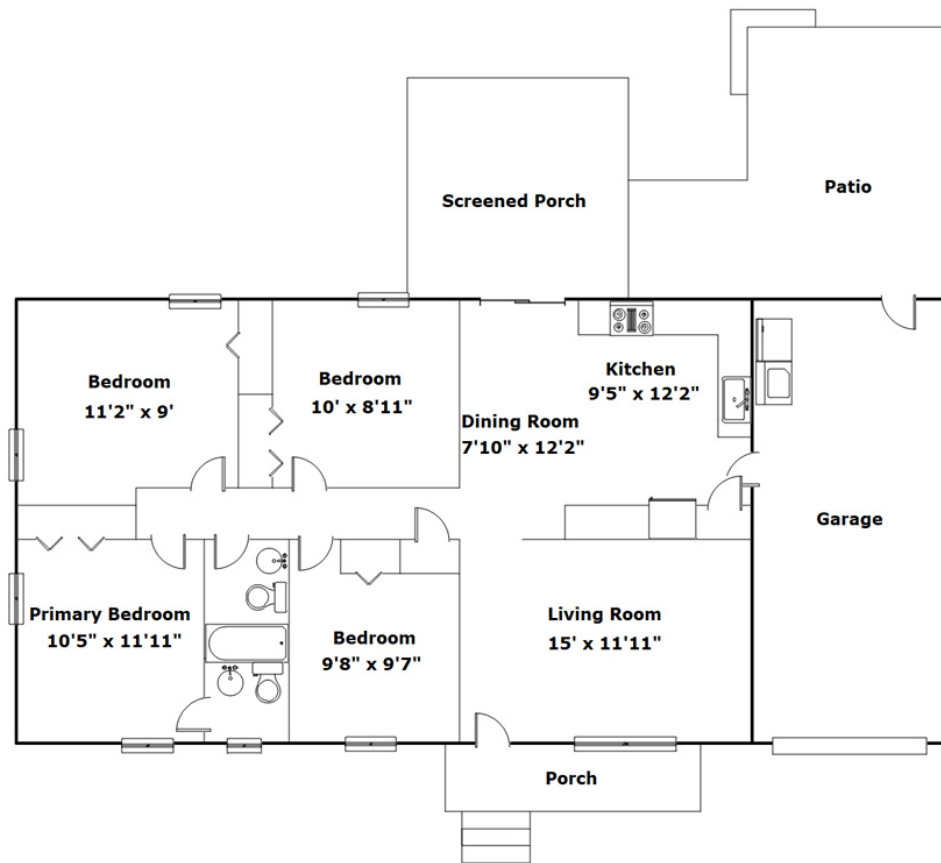 Patio
Screened Porch
Bedroom
11'2" x 9'
Bedroom
10' x 8'11"
Kitchen
9'5" x 12'2"
Dining Room
7'10" x 12'2"
Garage
Primary Bedroom
10'5" x 11'11"
Bedroom
9'8" x 9'7"
Living Room
15' x 11'11"
Porch